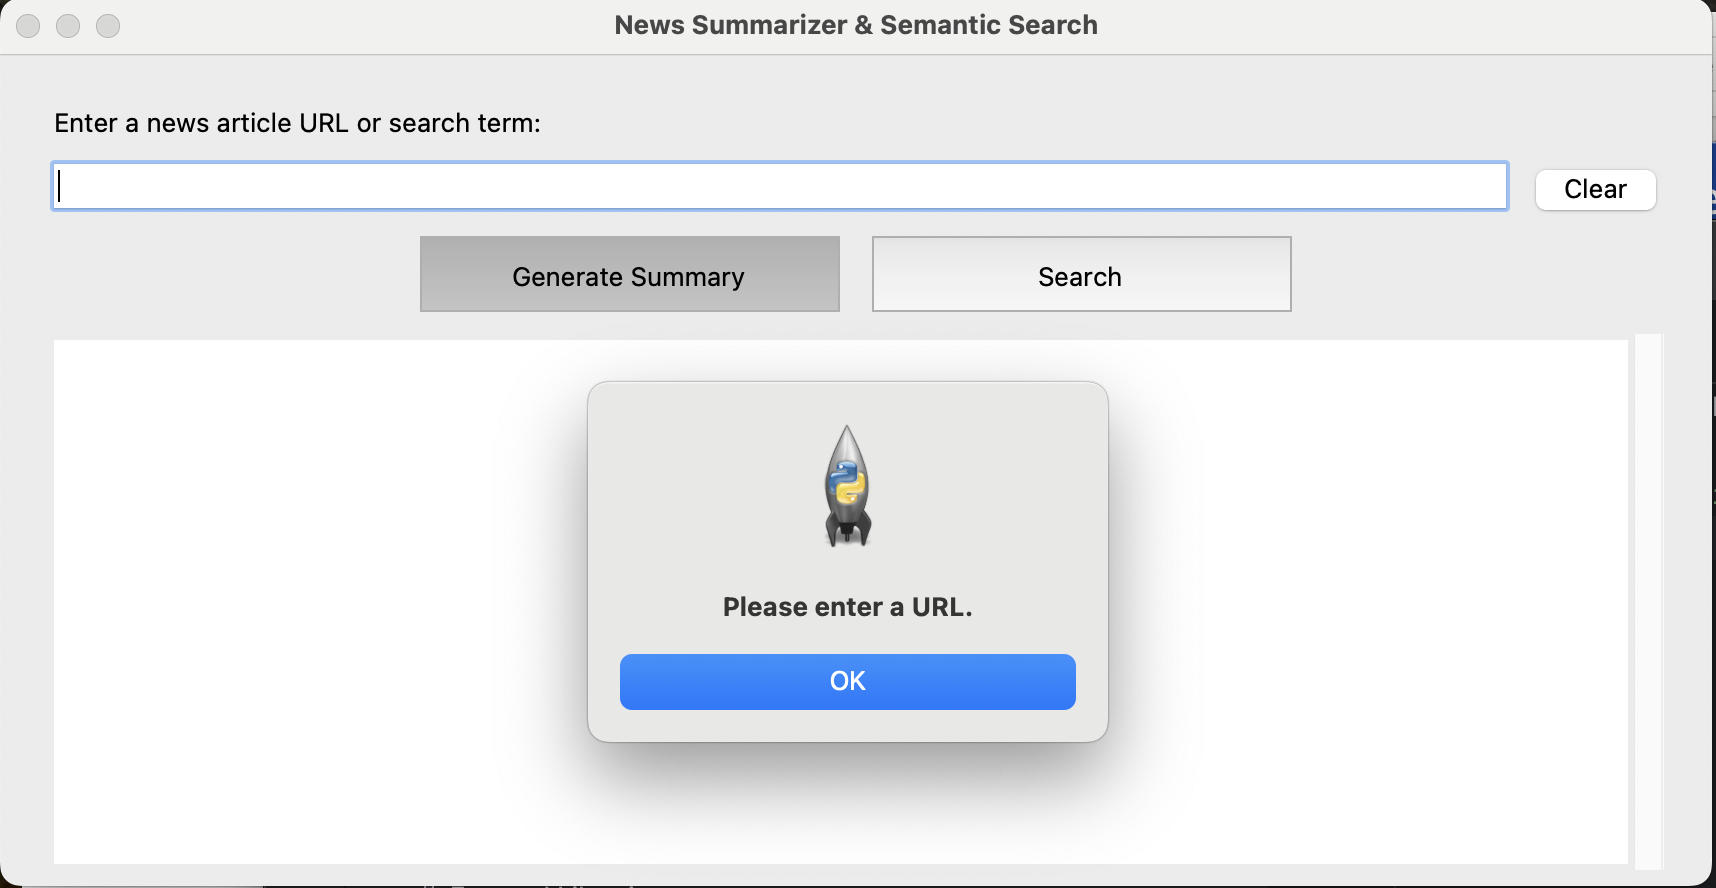 News Summarizer & Semantic Search
Enter a news article URL or search term:
Clear
Generate Summary
Search
Please enter a URL.
OK